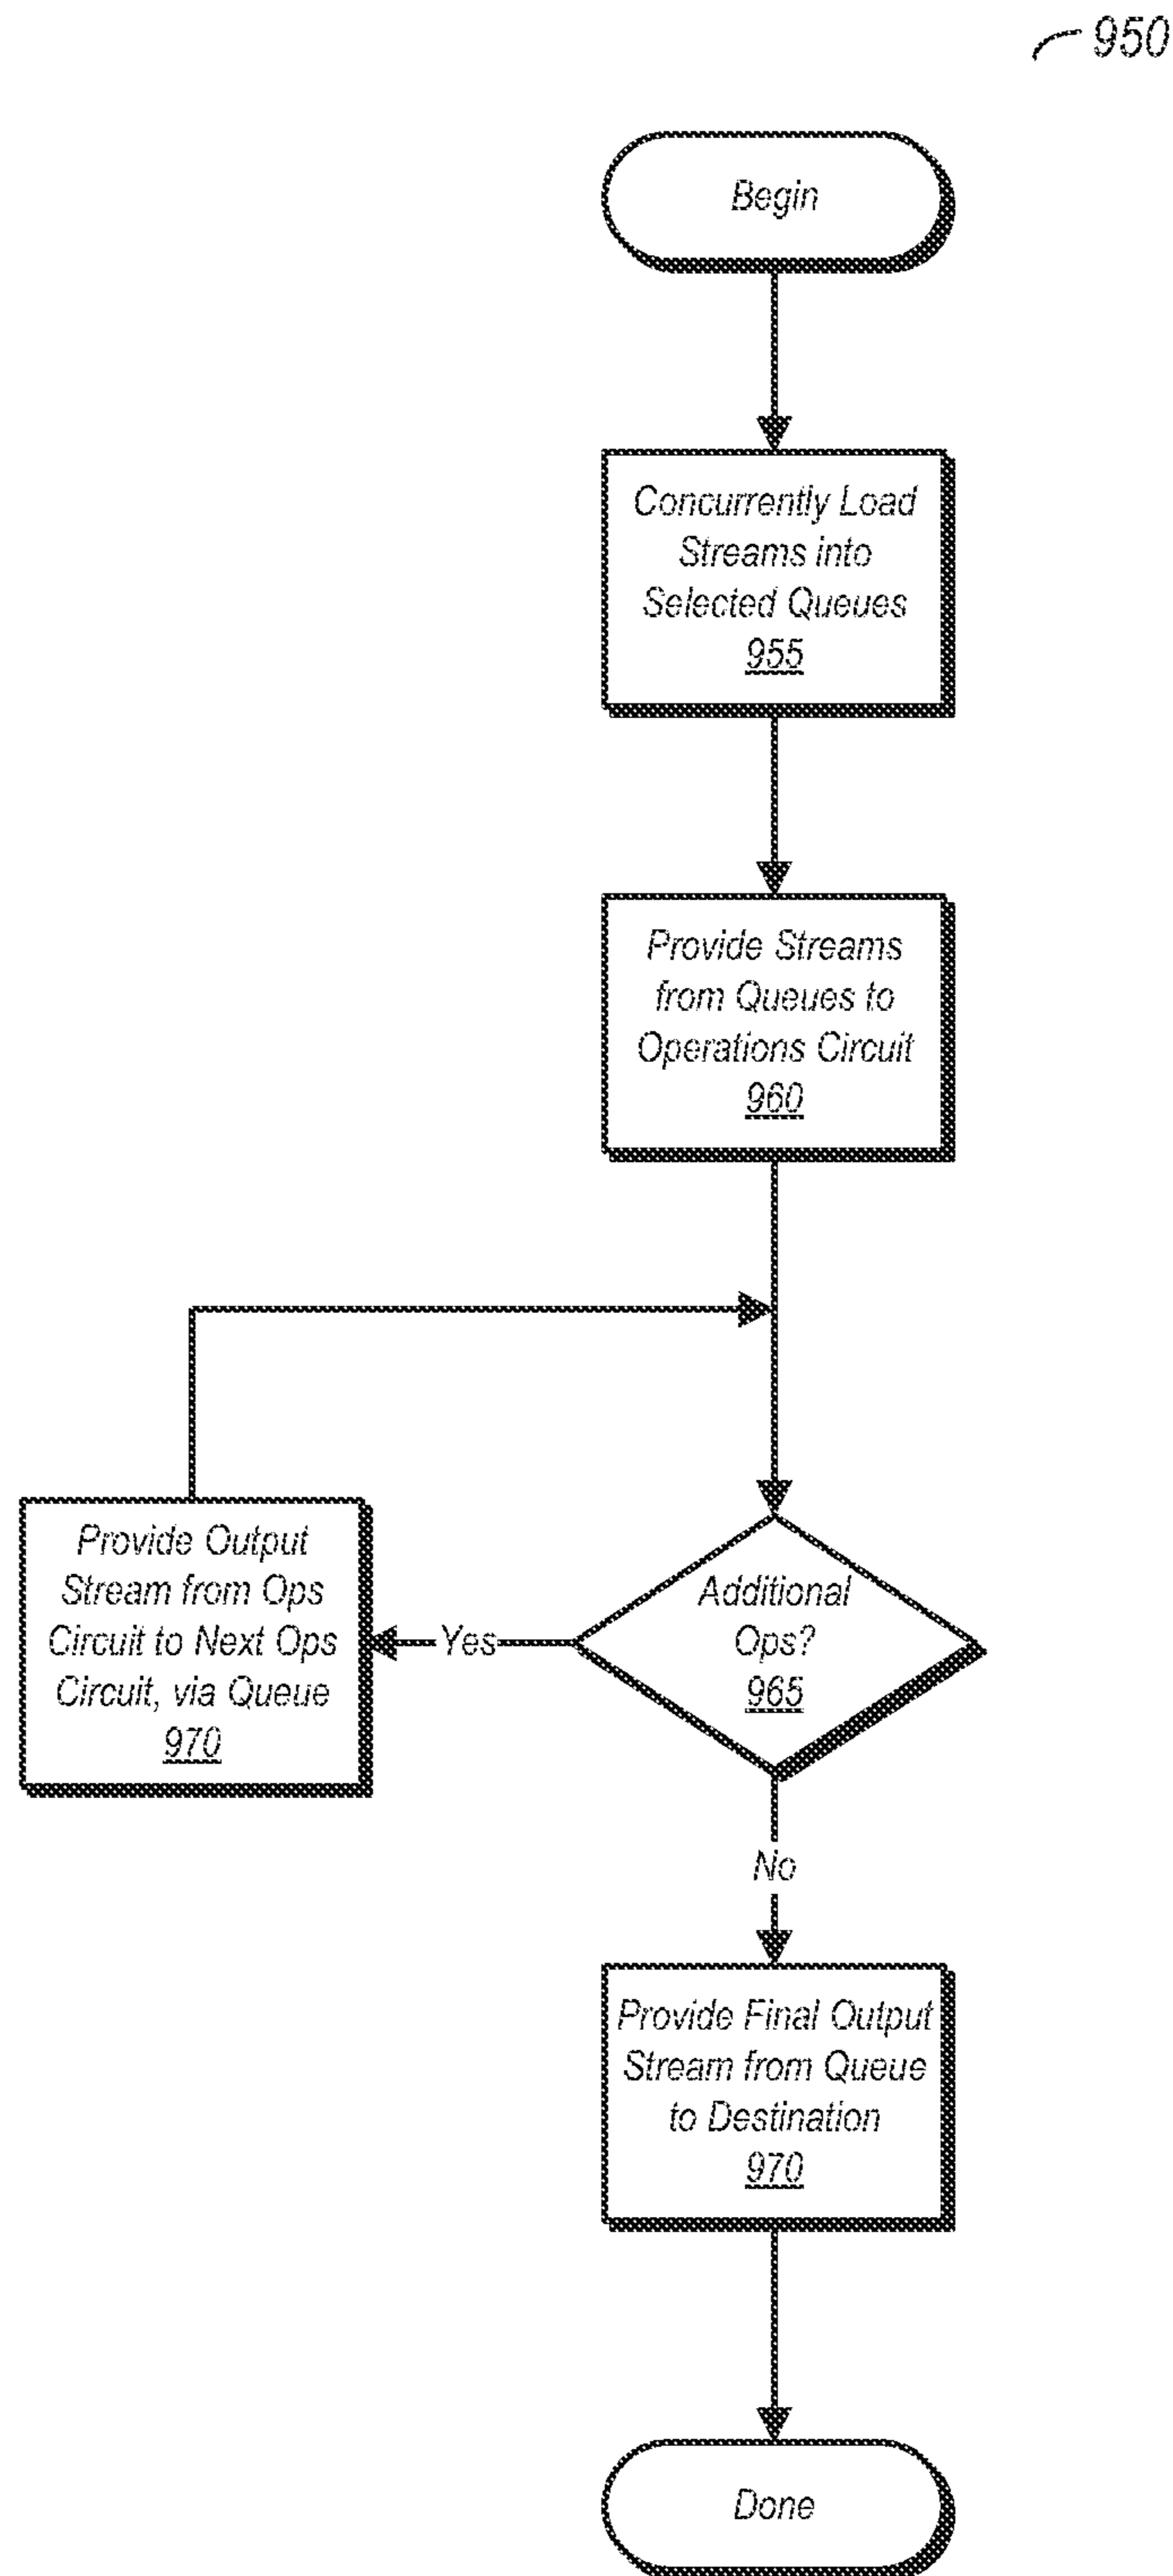 950
Begin
Concurrently Load
Streams into
Selected Queues
955
Provide Streams
from Queues to
Operations Circuit
960
Additional
Ops?
965
Yes
Provide Output
Stream from Ops
Circuit to Next Ops
Circuit, via Queue
970
No
Provide Final Output
Stream from Queue
to Destination
970
Done